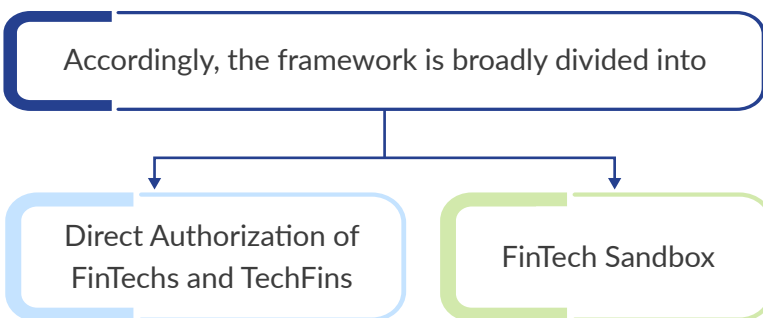 Accordingly, the framework is broadly divided into
Direct Authorization of
FinTechs and TechFins
FinTech Sandbox